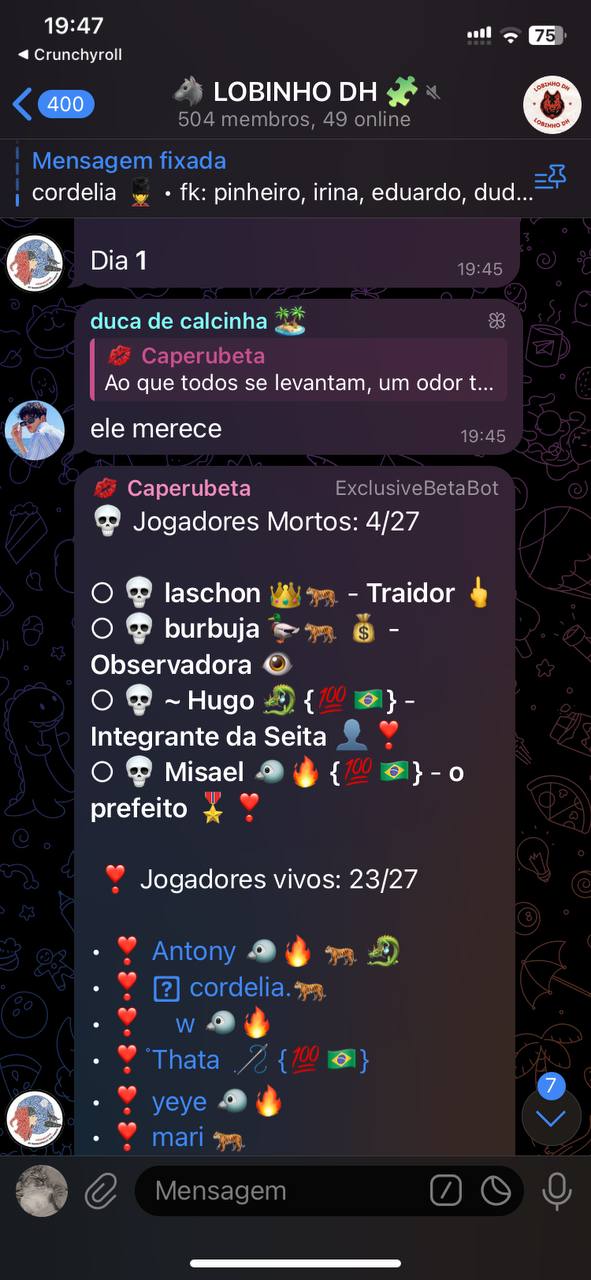 19:47
75
◀ Crunchyroll
400
🐺 LOBINHO DH 🧩
504 membros, 49 online
LOBINHO DH
LOBINHO DH
Mensagem fixada
cordelia 💂 • fk: pinheiro, irina, eduardo, dud...
Dia 1
19:45
duca de calcinha 🏝️
💋 Caperubeta
Ao que todos se levantam, um odor t...
ele merece
19:45
💋 Caperubeta ExclusiveBetaBot
💀 Jogadores Mortos: 4/27
○ 💀 laschon 👑🐅 - Traidor 🖕
○ 💀 burbuja 🦆🐅 💰 -
Observadora 👁️
○ 💀 ~ Hugo 🐉 {💯 🇧🇷} -
Integrante da Seita 👤 ❣️
○ 💀 Misael 🐦🔥 {💯 🇧🇷} - o
prefeito 🎖️ ❣️
❣️ Jogadores vivos: 23/27
• ❣️ Antony 🐦🔥 🐅 🐉
• ❣️ [?] cordelia.🐅
• ❣️ w 🐦🔥
• ❣️ ֯Thata 🪡 {💯 🇧🇷}
• ❣️ yeye 🐦🔥
• ❣️ mari 🐅
7
Mensagem